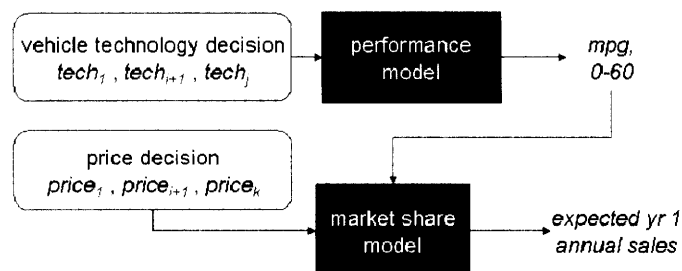 vehicle technology decision
tech₁ , techᵢ₊₁ , techⱼ
performance
model
mpg,
0-60
price decision
price₁ , priceᵢ₊₁ , priceₖ
market share
model
expected yr 1
annual sales